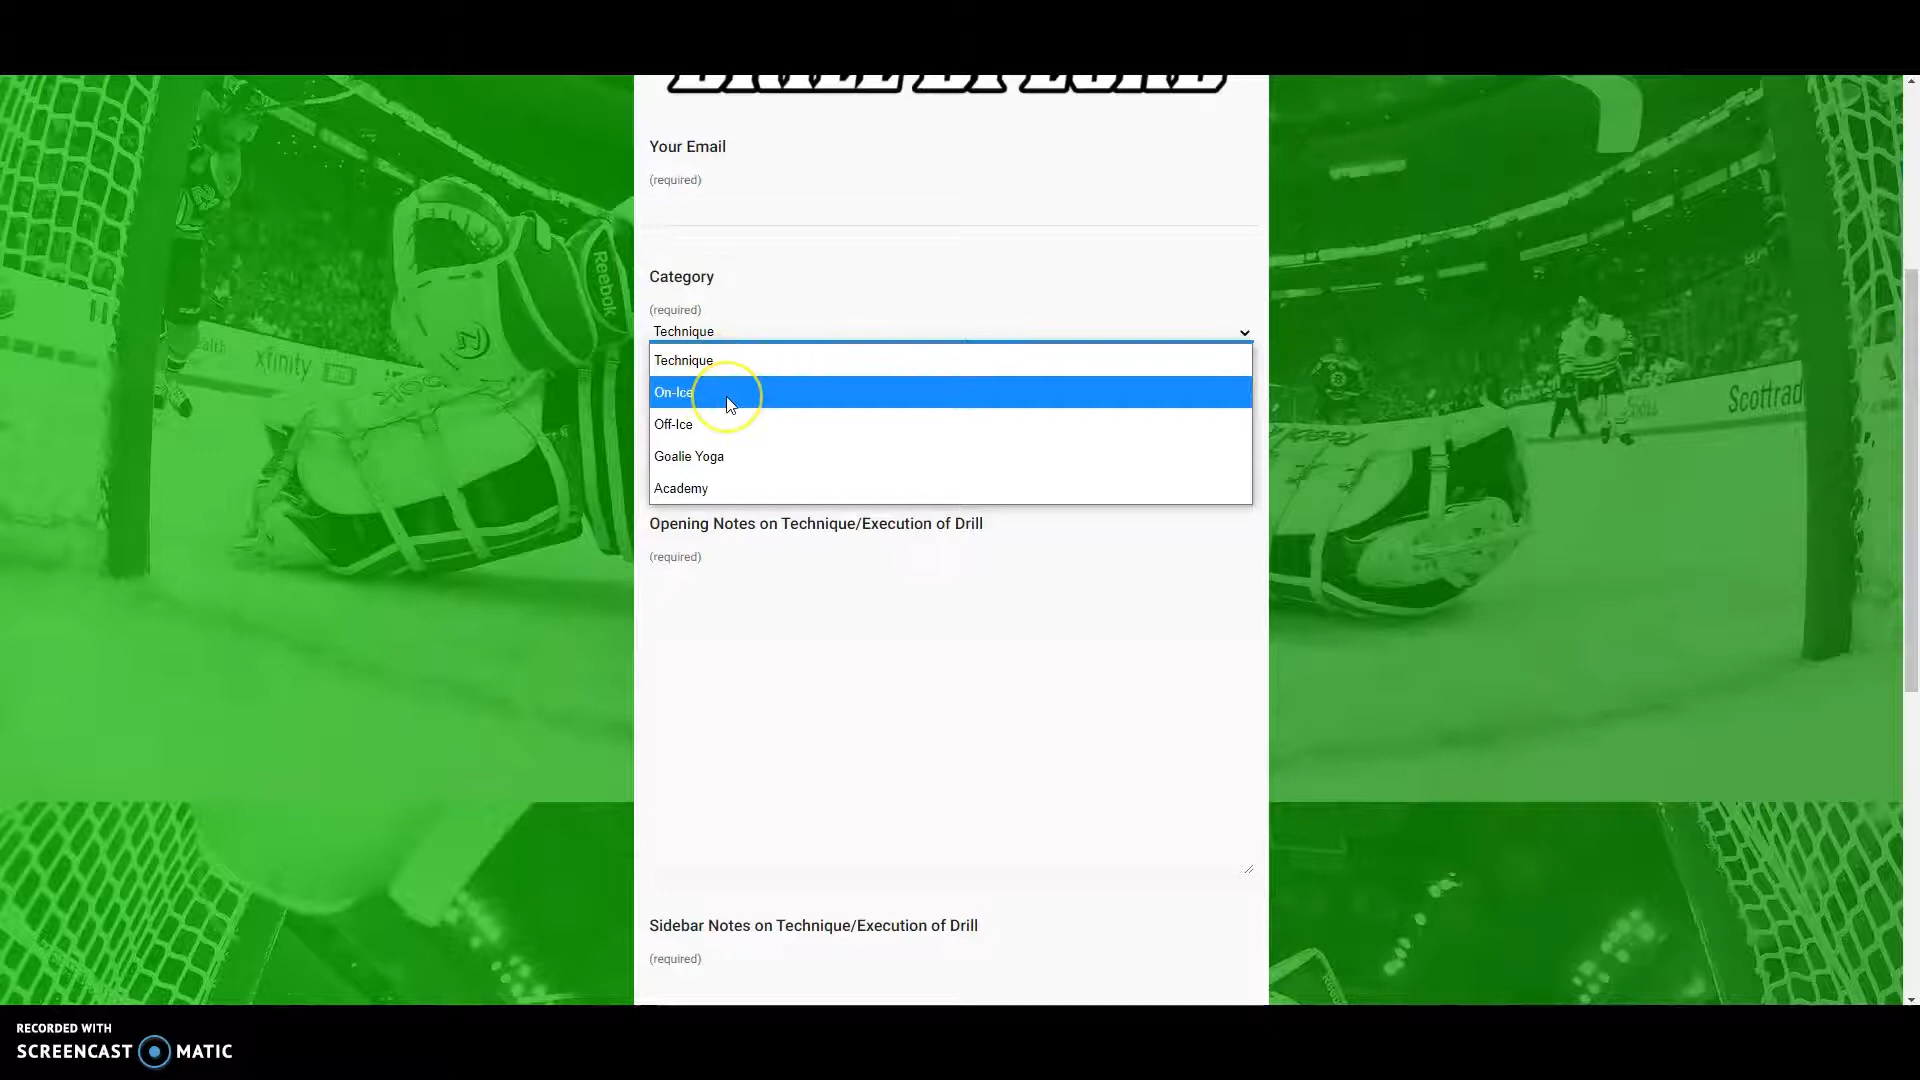 Your Email
(required)
Category
(required)
Technique
Technique
On-Ice
Off-Ice
Goalie Yoga
Academy
Opening Notes on Technique/Execution of Drill
(required)
Sidebar Notes on Technique/Execution of Drill
(required)
Reebok
xfinity
Scottrad
RECORDED WITH
SCREENCAST MATIC